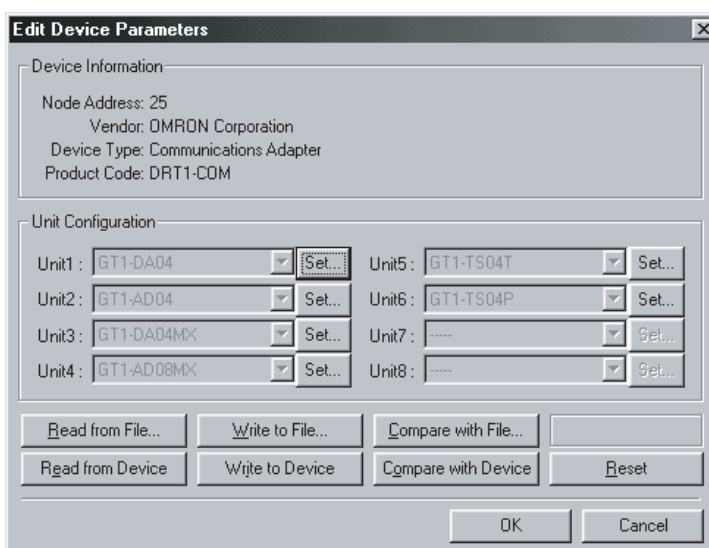 Edit Device Parameters
Device Information
Node Address: 25
Vendor: OMRON Corporation
Device Type: Communications Adapter
Product Code: DRT1-COM
Unit Configuration
Unit1 : GT1-DA04 Set... Unit5 : GT1-TS04T Set...
Unit2 : GT1-AD04 Set... Unit6 : GT1-TS04P Set...
Unit3 : GT1-DA04MX Set... Unit7 : ----- Set...
Unit4 : GT1-AD08MX Set... Unit8 : ----- Set...
Read from File... Write to File... Compare with File...
Read from Device Write to Device Compare with Device Reset
OK Cancel